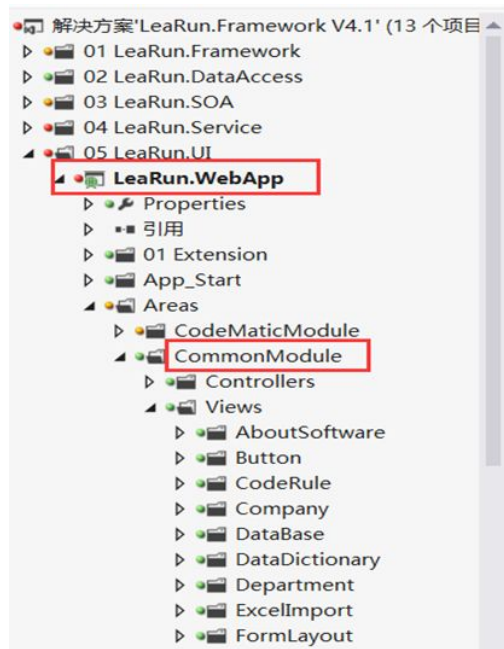 解决方案'LeaRun.Framework V4.1' (13 个项目
01 LeaRun.Framework
02 LeaRun.DataAccess
03 LeaRun.SOA
04 LeaRun.Service
05 LeaRun.UI
LeaRun.WebApp
Properties
引用
01 Extension
App_Start
Areas
CodeMaticModule
CommonModule
Controllers
Views
AboutSoftware
Button
CodeRule
Company
DataBase
DataDictionary
Department
ExcelImport
FormLayout